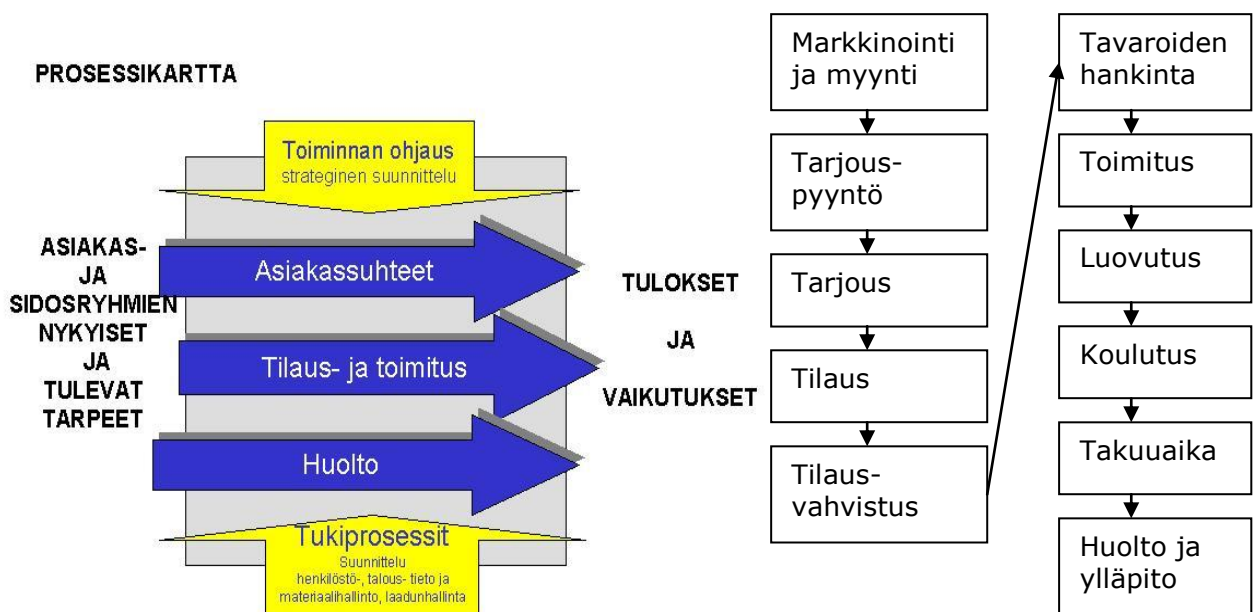 PROSESSIKARTTA
Toiminnan ohjaus
strateginen suunnittelu
ASIAKAS-
JA
SIDOSRYHMIEN
NYKYISET
JA
TULEVAT
TARPEET
Asiakassuhteet
Tilaus- ja toimitus
Huolto
Tukiprosessit
Suunnittelu
henkilöstö-, talous- tieto ja
materiaalihallinto, laadunhallinta
TULOKSET
JA
VAIKUTUKSET
Markkinointi
ja myynti
Tarjous-
pyyntö
Tarjous
Tilaus
Tilaus-
vahvistus
Tavaroiden
hankinta
Toimitus
Luovutus
Koulutus
Takuuaika
Huolto ja
ylläpito